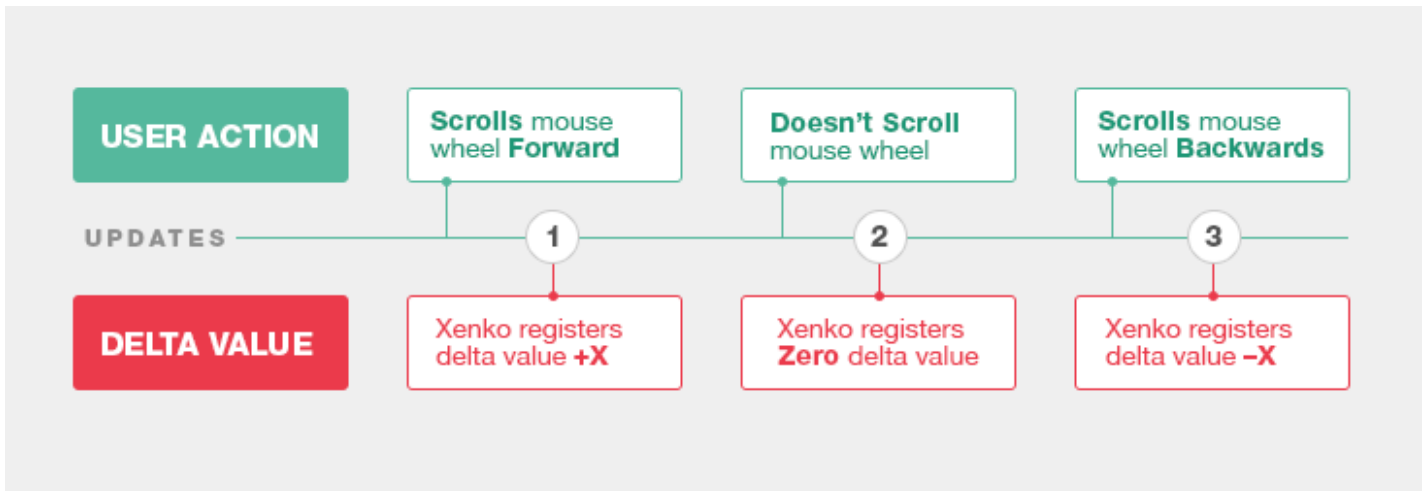 USER ACTION
Scrolls mouse
wheel Forward
Doesn’t Scroll
mouse wheel
Scrolls mouse
wheel Backwards
UPDATES
1
2
3
DELTA VALUE
Xenko registers
delta value +X
Xenko registers
Zero delta value
Xenko registers
delta value –X